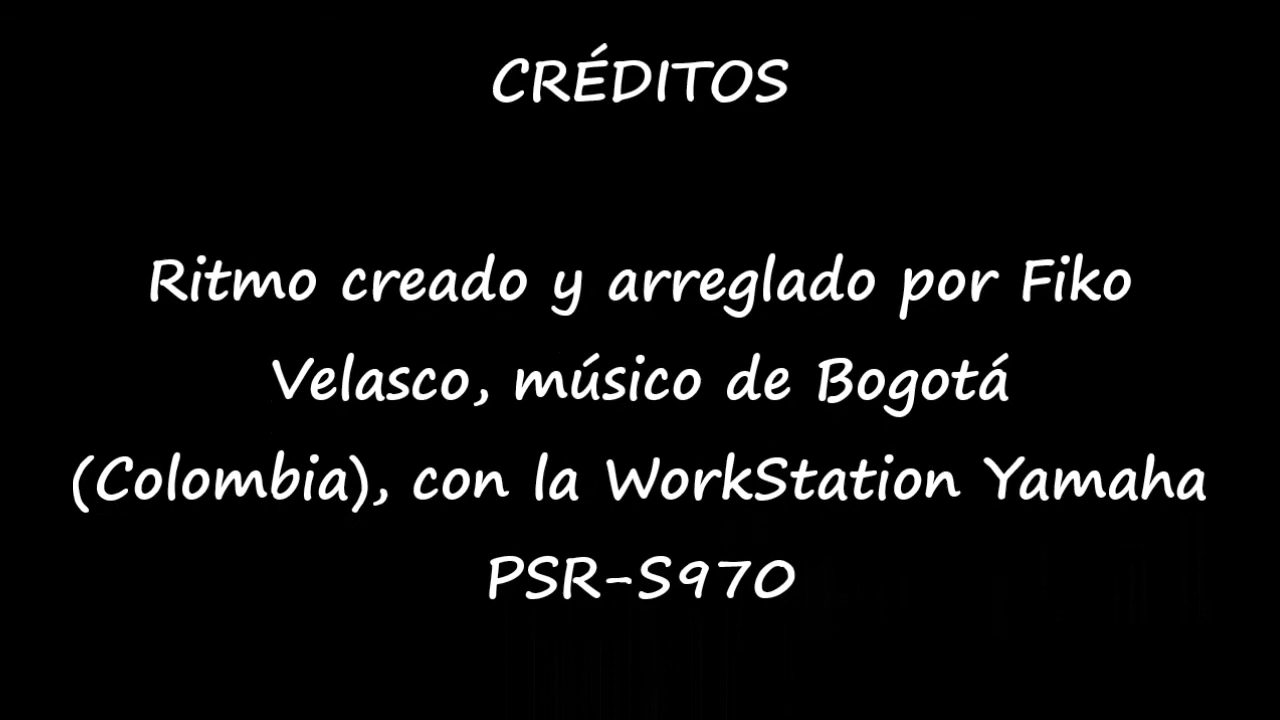 CRÉDITOS
Ritmo creado y arreglado por Fiko
Velasco, músico de Bogotá
(Colombia), con la WorkStation Yamaha
PSR-S970